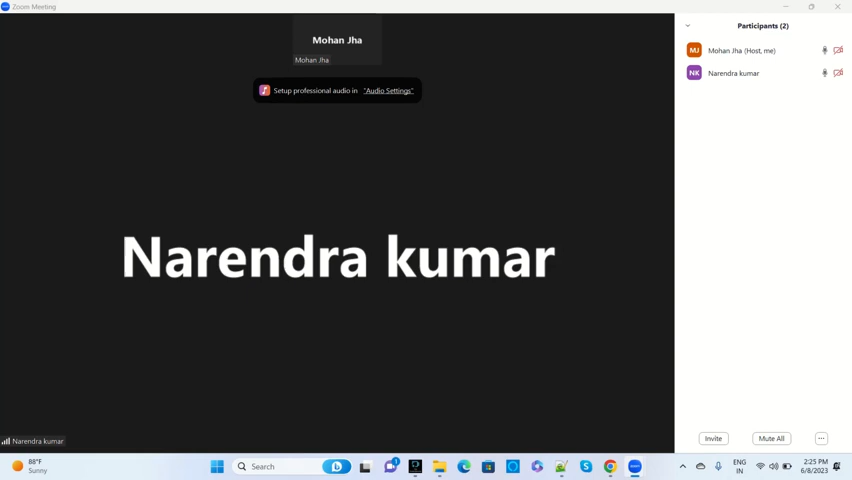 Zoom Meeting
Mohan Jha
Mohan Jha
Setup professional audio in "Audio Settings"
Narendra kumar
Narendra kumar
Participants (2)
MJ Mohan Jha (Host, me)
NK Narendra kumar
Invite Mute All ...
88°F
Sunny
Search
1
ENG
IN
2:25 PM
6/8/2023